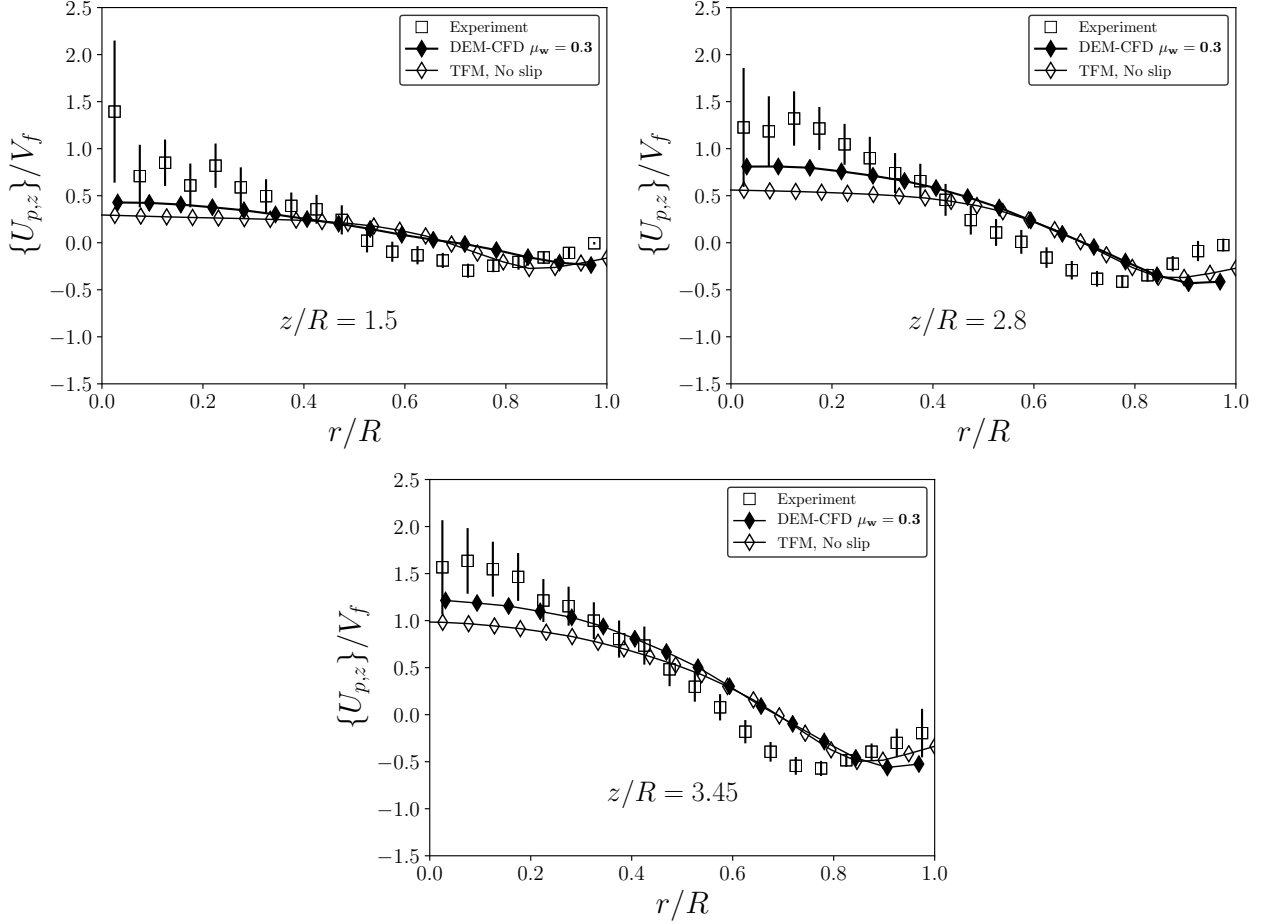 2.5
2.0
1.5
1.0
0.5
0.0
−0.5
−1.0
−1.5
{U_{p,z}}/V_f
Experiment
DEM-CFD μ_w = 0.3
TFM, No slip
z/R = 1.5
0.0 0.2 0.4 0.6 0.8 1.0
r/R
2.5
2.0
1.5
1.0
0.5
0.0
−0.5
−1.0
−1.5
{U_{p,z}}/V_f
Experiment
DEM-CFD μ_w = 0.3
TFM, No slip
z/R = 2.8
0.0 0.2 0.4 0.6 0.8 1.0
r/R
2.5
2.0
1.5
1.0
0.5
0.0
−0.5
−1.0
−1.5
{U_{p,z}}/V_f
Experiment
DEM-CFD μ_w = 0.3
TFM, No slip
z/R = 3.45
0.0 0.2 0.4 0.6 0.8 1.0
r/R